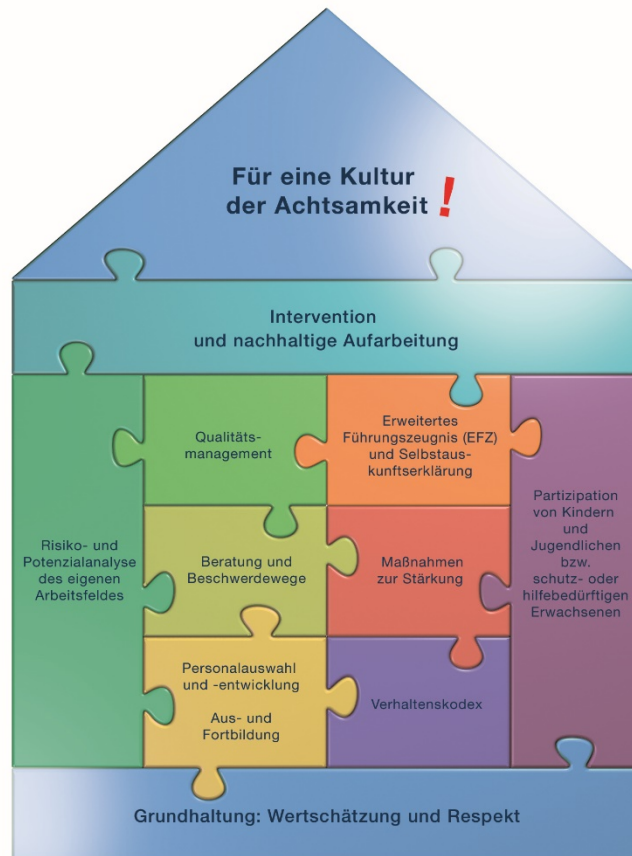 Für eine Kultur
der Achtsamkeit!
Intervention
und nachhaltige Aufarbeitung
Risiko- und
Potenzialanalyse
des eigenen
Arbeitsfeldes
Qualitäts-
management
Erweitertes
Führungszeugnis (EFZ)
und Selbstaus-
kunftserklärung
Partizipation
von Kindern
und
Jugendlichen
bzw.
schutz- oder
hilfebedürftigen
Erwachsenen
Beratung und
Beschwerdewege
Maßnahmen
zur Stärkung
Personalauswahl
und -entwicklung
Aus- und
Fortbildung
Verhaltenskodex
Grundhaltung: Wertschätzung und Respekt